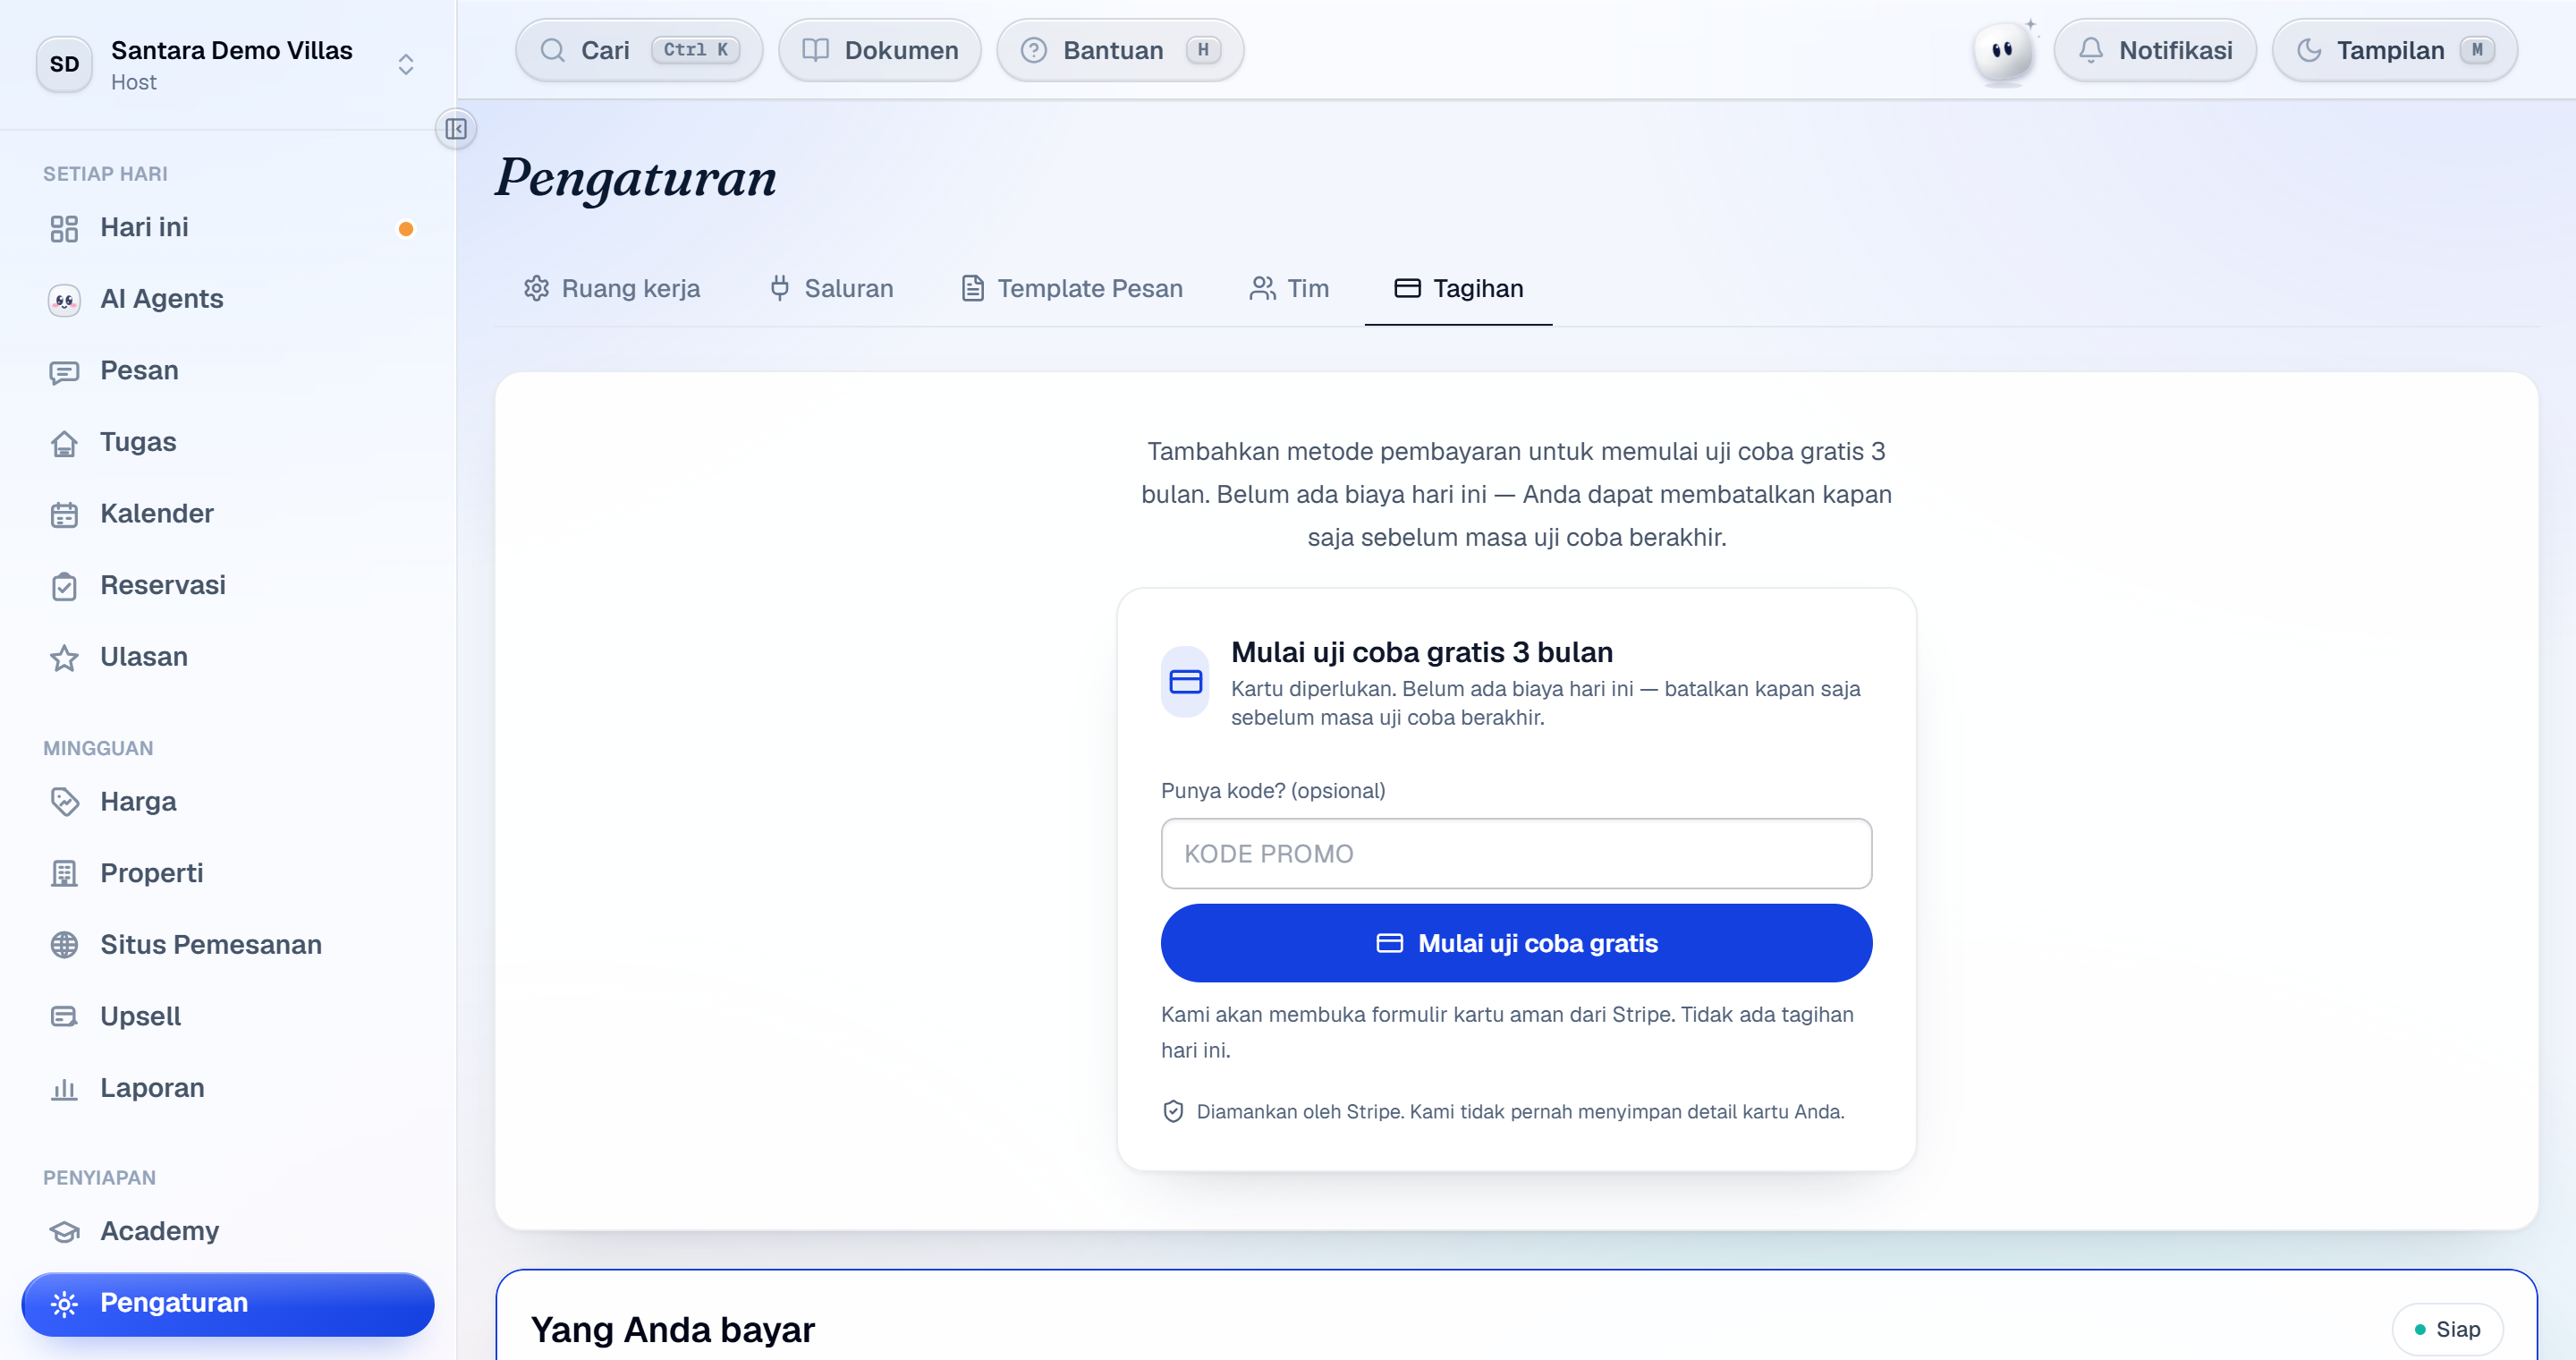 SD
Santara Demo Villas
Host
Cari Ctrl K
Dokumen
Bantuan H
Notifikasi
Tampilan M
SETIAP HARI
Hari ini
AI Agents
Pesan
Tugas
Kalender
Reservasi
Ulasan
MINGGUAN
Harga
Properti
Situs Pemesanan
Upsell
Laporan
PENYIAPAN
Academy
Pengaturan
Pengaturan
Ruang kerja
Saluran
Template Pesan
Tim
Tagihan
Tambahkan metode pembayaran untuk memulai uji coba gratis 3
bulan. Belum ada biaya hari ini — Anda dapat membatalkan kapan
saja sebelum masa uji coba berakhir.
Mulai uji coba gratis 3 bulan
Kartu diperlukan. Belum ada biaya hari ini — batalkan kapan saja
sebelum masa uji coba berakhir.
Punya kode? (opsional)
KODE PROMO
Mulai uji coba gratis
Kami akan membuka formulir kartu aman dari Stripe. Tidak ada tagihan
hari ini.
Diamankan oleh Stripe. Kami tidak pernah menyimpan detail kartu Anda.
Yang Anda bayar
Siap